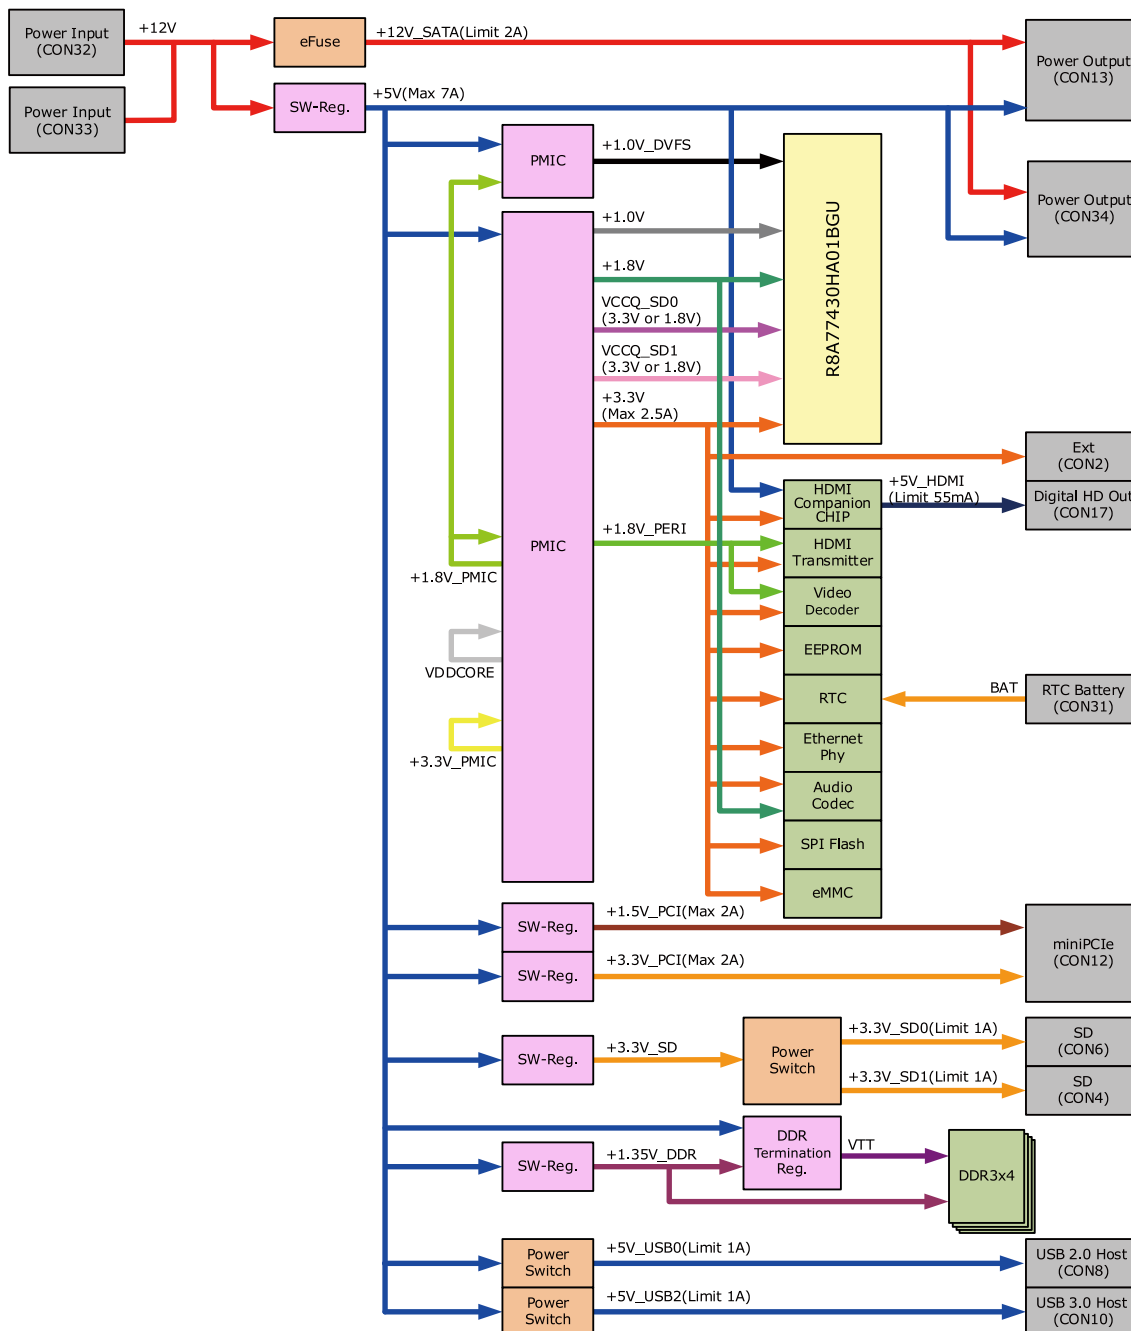 Power Input
(CON32)
+12V
eFuse
+12V_SATA(Limit 2A)
Power Output
(CON13)
Power Input
(CON33)
SW-Reg.
+5V(Max 7A)
PMIC
+1.0V_DVFS
R8A77430HA01BGU
Power Output
(CON34)
PMIC
+1.0V
+1.8V
VCCQ_SD0
(3.3V or 1.8V)
VCCQ_SD1
(3.3V or 1.8V)
+3.3V
(Max 2.5A)
Ext
(CON2)
HDMI
Companion
CHIP
+5V_HDMI
(Limit 55mA)
Digital HD Out
(CON17)
+1.8V_PERI
HDMI
Transmitter
+1.8V_PMIC
Video
Decoder
EEPROM
VDDCORE
RTC
BAT
RTC Battery
(CON31)
Ethernet
Phy
+3.3V_PMIC
Audio
Codec
SPI Flash
eMMC
SW-Reg.
+1.5V_PCI(Max 2A)
miniPCIe
(CON12)
SW-Reg.
+3.3V_PCI(Max 2A)
SW-Reg.
+3.3V_SD
Power
Switch
+3.3V_SD0(Limit 1A)
SD
(CON6)
+3.3V_SD1(Limit 1A)
SD
(CON4)
SW-Reg.
+1.35V_DDR
DDR
Termination
Reg.
VTT
DDR3x4
Power
Switch
+5V_USB0(Limit 1A)
USB 2.0 Host
(CON8)
Power
Switch
+5V_USB2(Limit 1A)
USB 3.0 Host
(CON10)